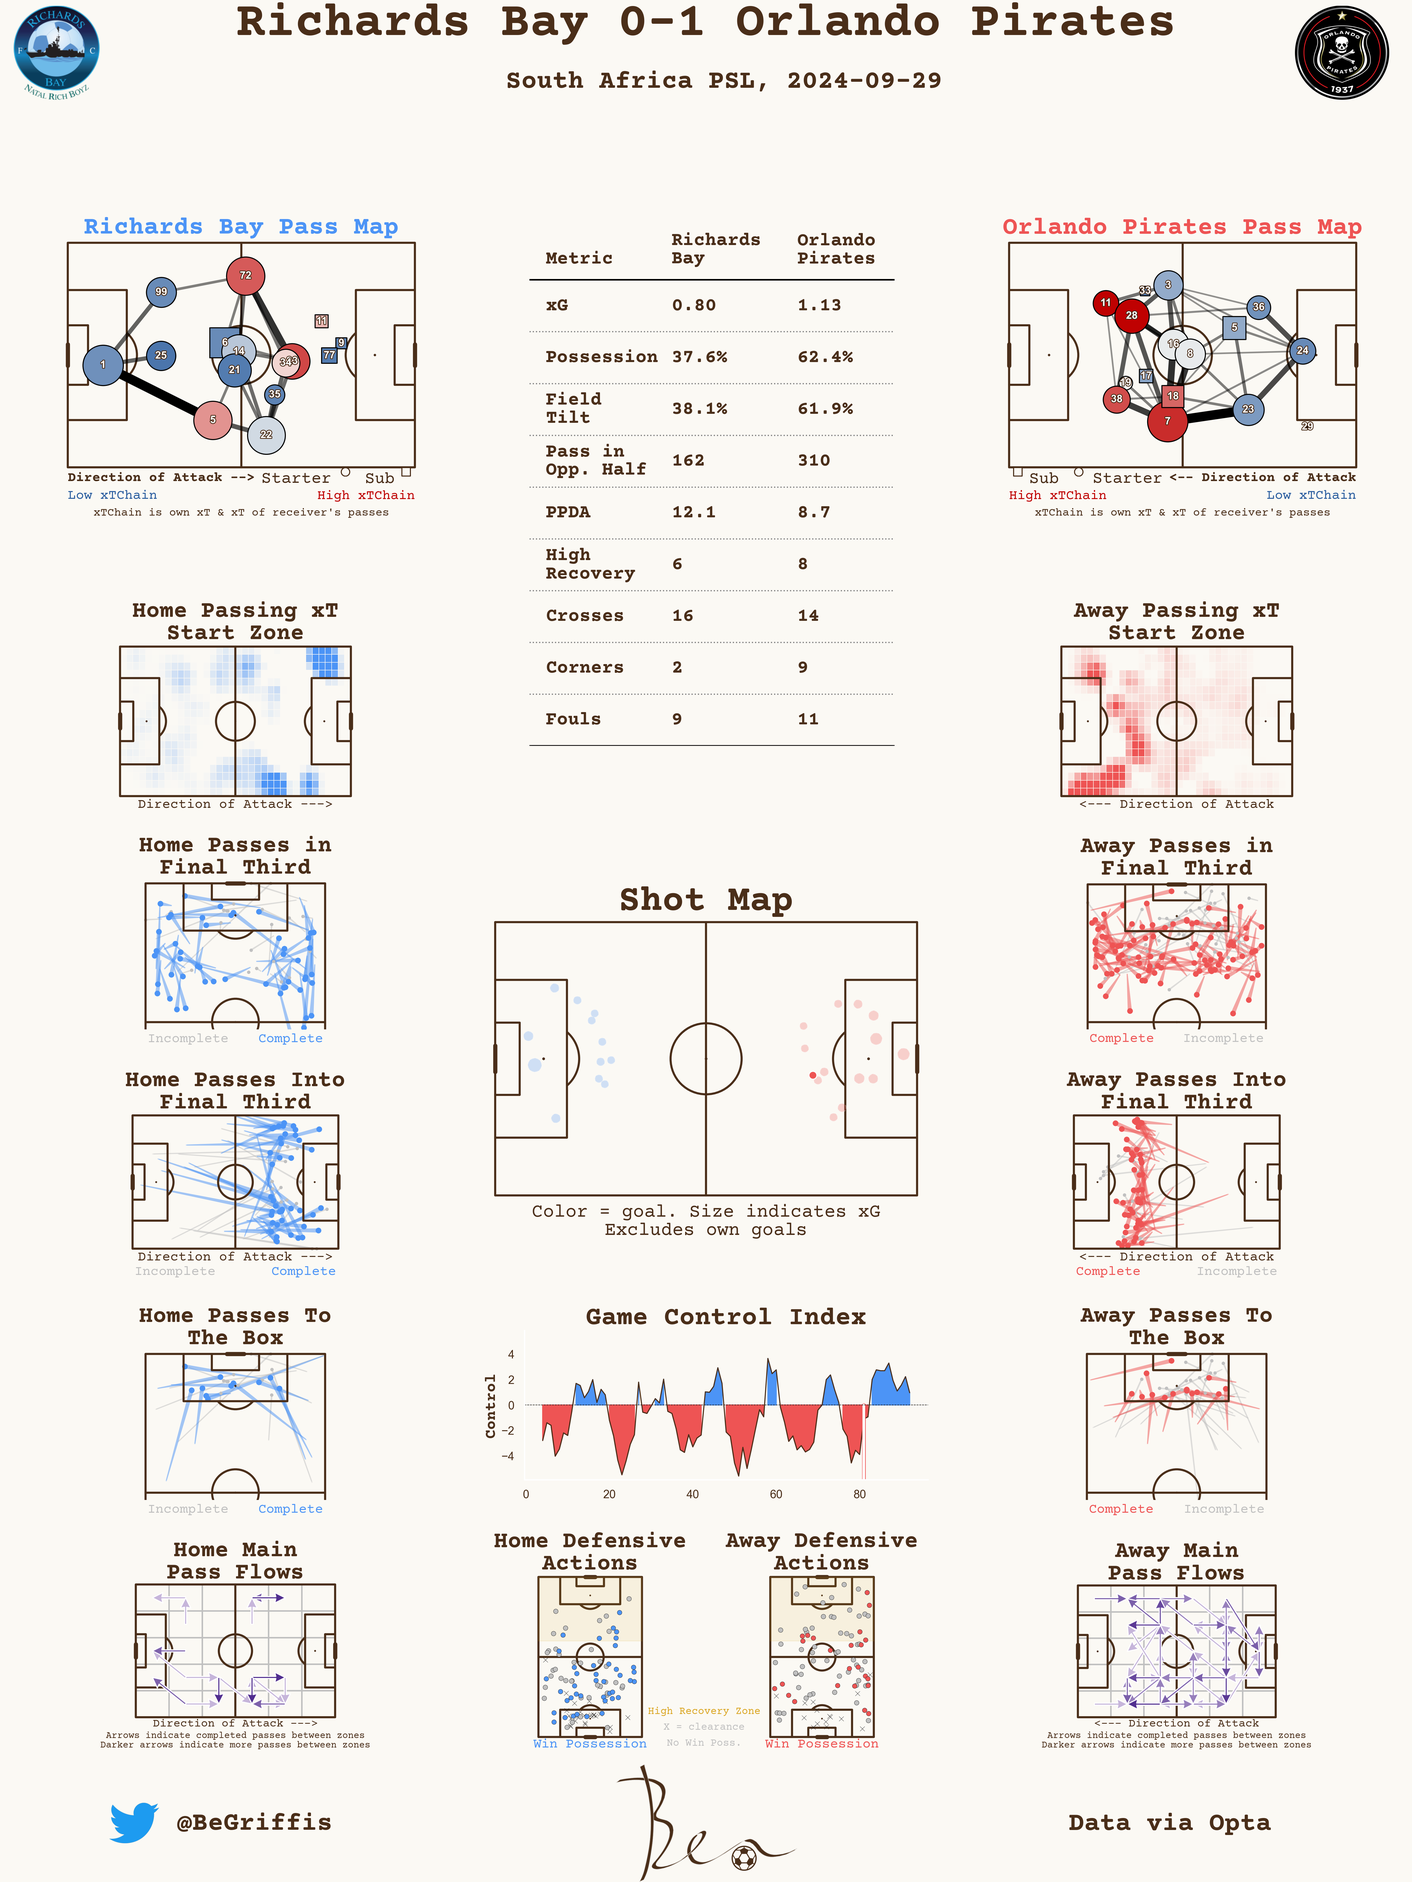 Richards Bay 0-1 Orlando Pirates
South Africa PSL, 2024-09-29
RICHARDS
F C
BAY
NATAL RICH BOYZ
ORLANDO
PIRATES
1937
Richards Bay Pass Map
99
72
11
6
14
9
1
25
21
34
77
35
5
22
Direction of Attack --> Starter Sub
Low xTChain High xTChain
xTChain is own xT & xT of receiver's passes
Metric Richards Bay Orlando Pirates
xG 0.80 1.13
Possession 37.6% 62.4%
Field Tilt 38.1% 61.9%
Pass in Opp. Half 162 310
PPDA 12.1 8.7
High Recovery 6 8
Crosses 16 14
Corners 2 9
Fouls 9 11
Orlando Pirates Pass Map
33
3
11
28
36
5
16
8
24
19
17
38
18
7
23
29
Sub Starter <-- Direction of Attack
High xTChain Low xTChain
xTChain is own xT & xT of receiver's passes
Home Passing xT
Start Zone
Direction of Attack --->
Away Passing xT
Start Zone
<--- Direction of Attack
Home Passes in
Final Third
Incomplete Complete
Away Passes in
Final Third
Complete Incomplete
Shot Map
Color = goal. Size indicates xG
Excludes own goals
Home Passes Into
Final Third
Direction of Attack --->
Incomplete Complete
Away Passes Into
Final Third
<--- Direction of Attack
Complete Incomplete
Home Passes To
The Box
Incomplete Complete
Game Control Index
Control
4
2
0
−2
−4
0 20 40 60 80
Away Passes To
The Box
Complete Incomplete
Home Main
Pass Flows
Direction of Attack --->
Arrows indicate completed passes between zones
Darker arrows indicate more passes between zones
Home Defensive
Actions
Win Possession
High Recovery Zone
X = clearance
No Win Poss.
Away Defensive
Actions
Win Possession
Away Main
Pass Flows
<--- Direction of Attack
Arrows indicate completed passes between zones
Darker arrows indicate more passes between zones
@BeGriffis
Ben
Data via Opta